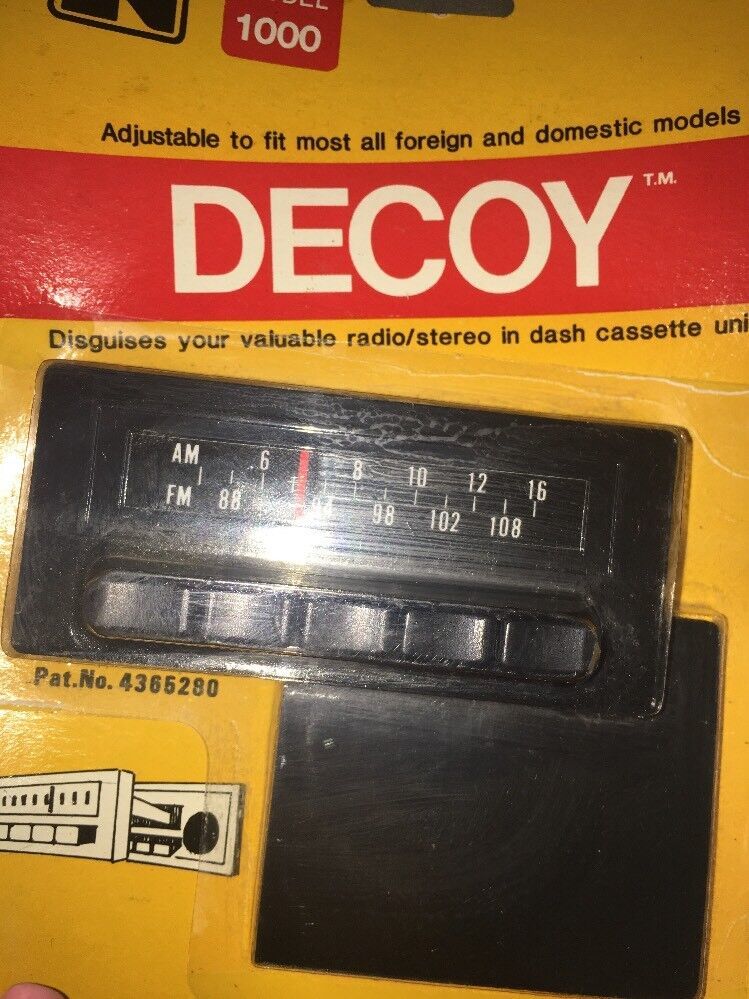 1000
Adjustable to fit most all foreign and domestic models
DECOY T.M.
Disguises your valuable radio/stereo in dash cassette
AM 6 8 10 12 16
FM 88 98 102 108
Pat.No. 4365280